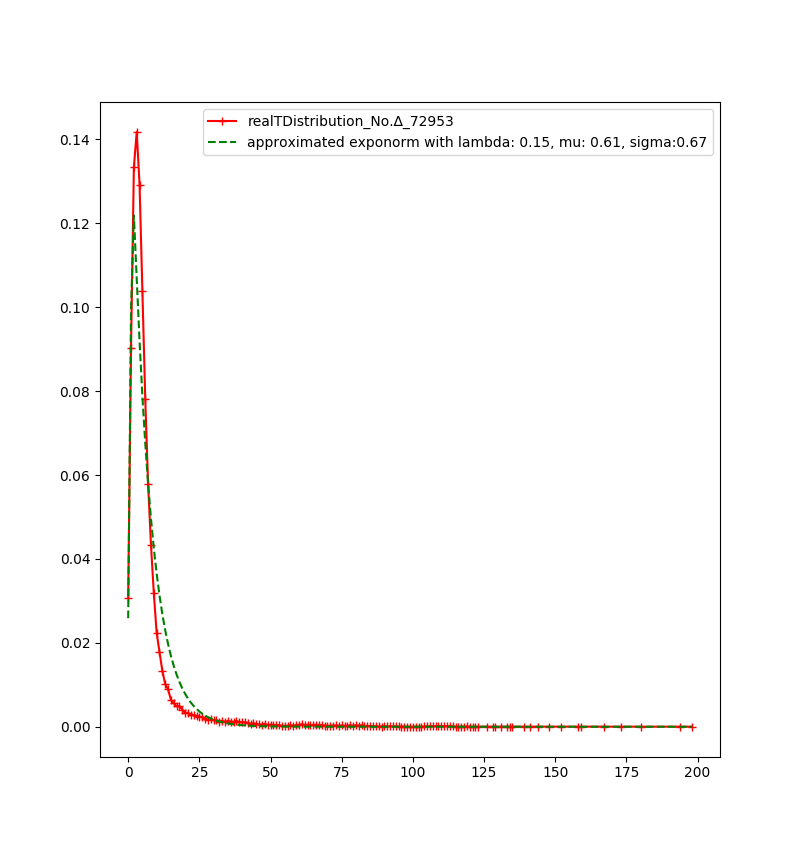 realTDistribution_No.Δ_72953
approximated exponorm with lambda: 0.15, mu: 0.61, sigma:0.67
0.14
0.12
0.10
0.08
0.06
0.04
0.02
0.00
0 25 50 75 100 125 150 175 200